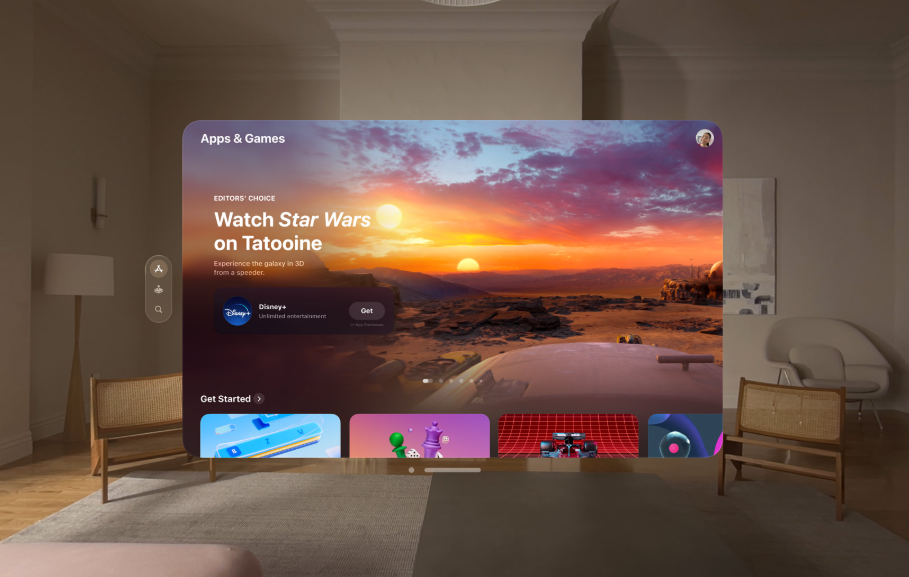 Apps & Games
EDITORS' CHOICE
Watch Star Wars
on Tatooine
Experience the galaxy in 3D
from a speeder.
Disney+
Disney+
Unlimited entertainment
Get
In-App Purchases
Get Started